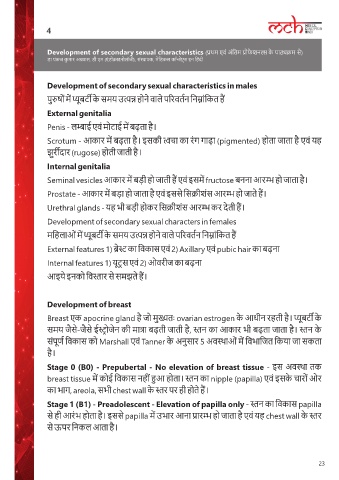 4
mch
Development of secondary sexual characteristics (प्रथम एवं अंतिम प्रोफेशनल्स के पाठ्यक्रम से)
Development of secondary sexual characteristics in males
पुरुषों में प्यूबर्टी के समय उत्पन्न होने वाले परिवर्तन निम्नांकित हैं
External genitalia
Penis - लम्बाई एवं मोटाई में बढ़ता है।
Scrotum - आकार में बढ़ता है। इसकी त्वचा का रंग गाढ़ा (pigmented) होता जाता है एवं यह
झुर्रीदार (rugose) होती जाती है।
Internal genitalia
Seminal vesicles आकार में बड़ी हो जाती हैं एवं इसमें fructose बनना आरम्भ हो जाता है।
Prostate - आकार में बड़ा हो जाता है एवं इससे सिक्रीशंस आरम्भ हो जाते हैं।
Urethral glands - यह भी बड़ी होकर सिक्रीशंस आरम्भ कर देती हैं।
Development of secondary sexual characters in females
महिलाओं में प्यूबर्टी के समय उत्पन्न होने वाले परिवर्तन निम्नांकित हैं
External features 1) ब्रेस्ट का विकास एवं 2) Axillary एवं pubic hair का बढ़ना
Internal features 1) यूट्रस एवं 2) ओवरीज का बढ़ना
आइये इनको विस्तार से समझते हैं।
Development of breast
Breast एक apocrine gland है जो मुख्यतः ovarian estrogen के आधीन रहती है। प्यूबर्टी के
समय जैसे-जैसे ईस्ट्रोजेन की मात्रा बढ़ती जाती है, स्तन का आकार भी बढ़ता जाता है। स्तन के
संपूर्ण विकास को Marshall एवं Tanner के अनुसार 5 अवस्थाओं में विभाजित किया जा सकता
है।
Stage 0 (B0) - Prepubertal - No elevation of breast tissue - इस अवस्था तक
breast tissue में कोई विकास नहीं हुआ होता। स्तन का nipple (papilla) एवं इसके चारों ओर
का भाग, areola, सभी chest wall के स्तर पर ही होते हैं।
Stage 1 (B1) - Preadolescent - Elevation of papilla only - स्तन का विकास papilla
से ही आरंभ होता है। इससे papilla में उभार आना प्रारम्भ हो जाता है एवं यह chest wall के स्तर
से ऊपर निकल आता है।
23